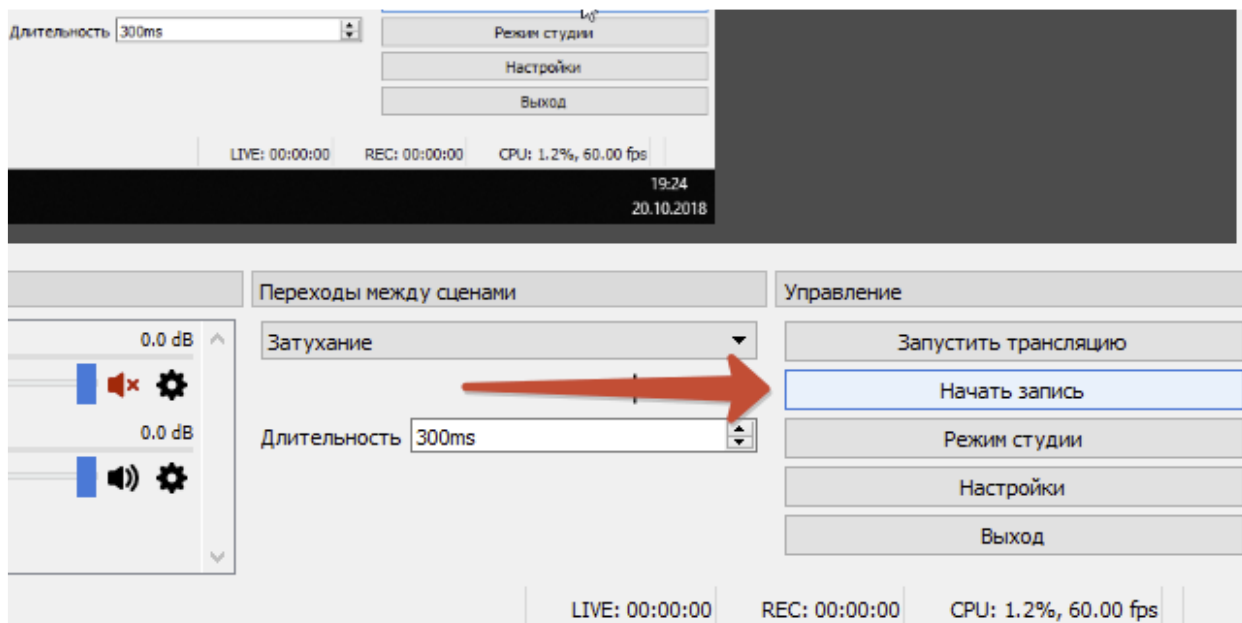 Длительность 300ms
Режим студии
Настройки
Выход
LIVE: 00:00:00 REC: 00:00:00 CPU: 1.2%, 60.00 fps
19:24
20.10.2018
Переходы между сценами Управление
0.0 dB Затухание Запустить трансляцию
Начать запись
0.0 dB Длительность 300ms Режим студии
Настройки
Выход
LIVE: 00:00:00 REC: 00:00:00 CPU: 1.2%, 60.00 fps